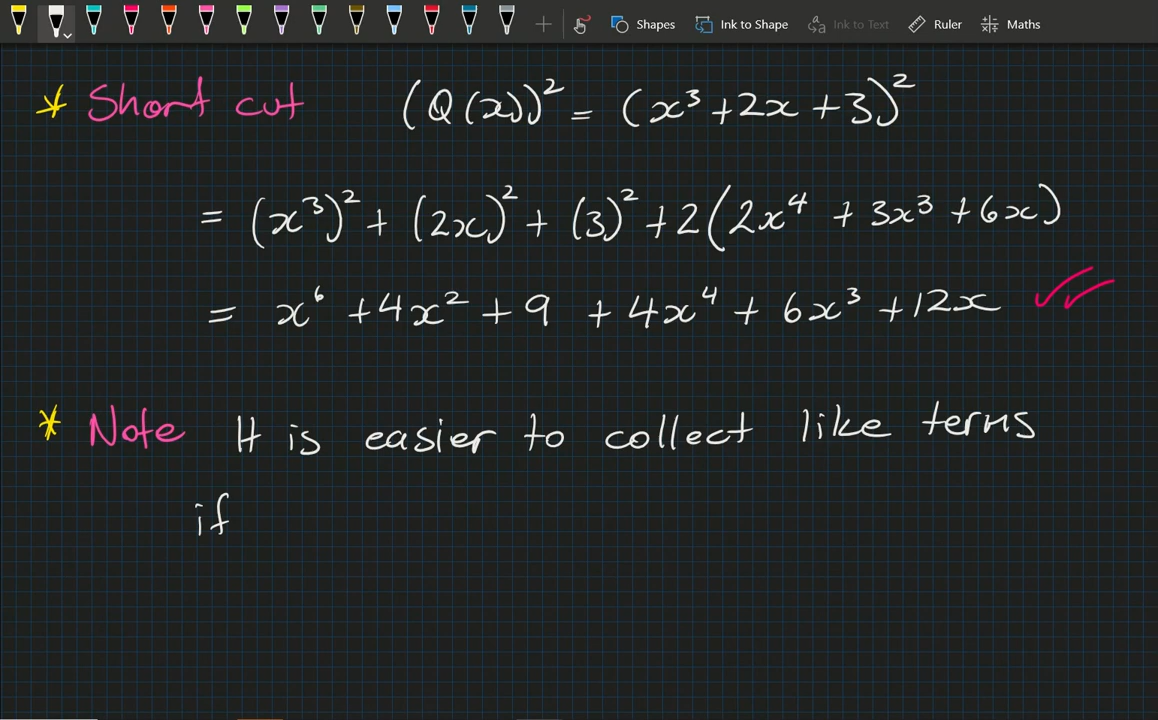 Shapes Ink to Shape Ink to Text Ruler Maths
* Short cut (Q(x))² = (x³ + 2x + 3)²
= (x³)² + (2x)² + (3)² + 2(2x⁴ + 3x³ + 6x)
= x⁶ + 4x² + 9 + 4x⁴ + 6x³ + 12x ✓✓
* Note It is easier to collect like terms
if